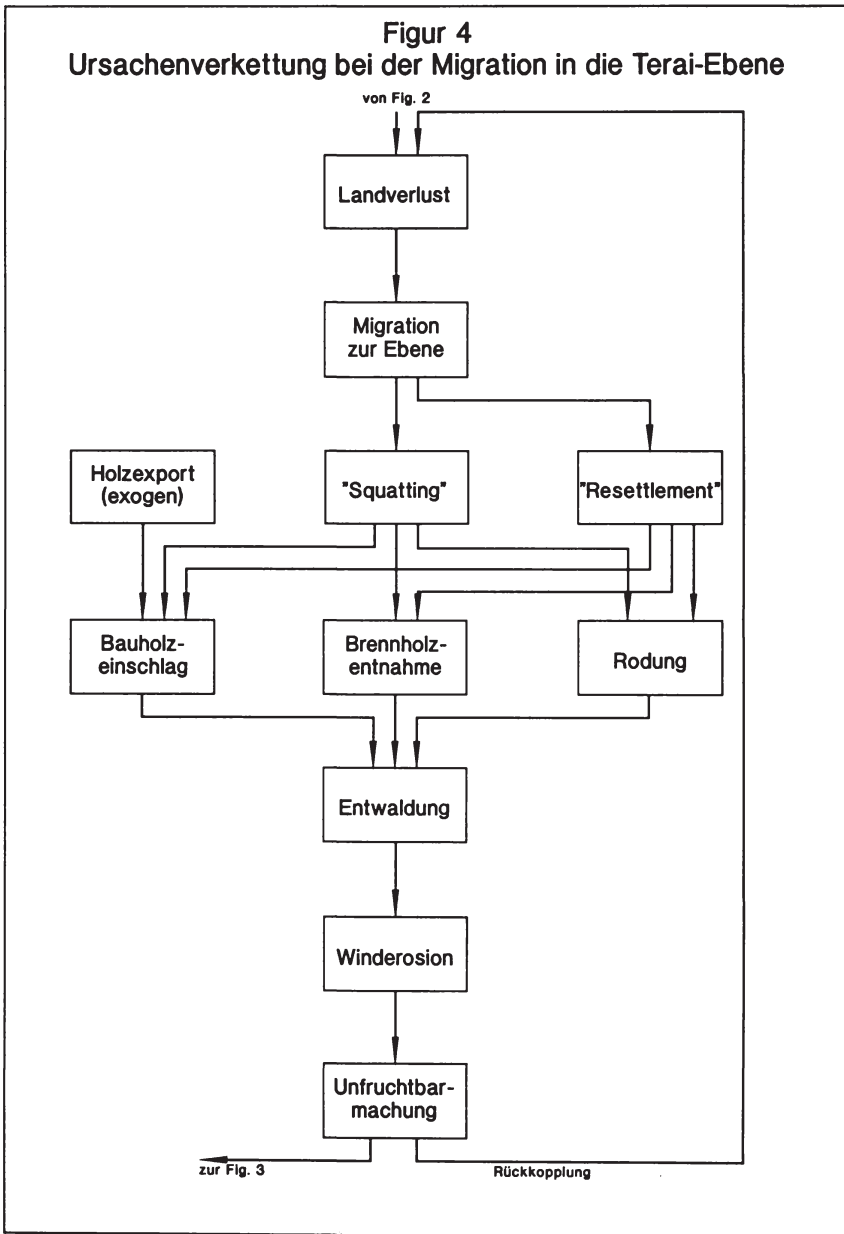 Figur 4
Ursachenverkettung bei der Migration in die Terai-Ebene
von Fig. 2
Landverlust
Migration
zur Ebene
Holzexport
(exogen)
"Squatting"
"Resettlement"
Bauholz-
einschlag
Brennholz-
entnahme
Rodung
Entwaldung
Winderosion
Unfruchtbar-
machung
zur Fig. 3
Rückkopplung